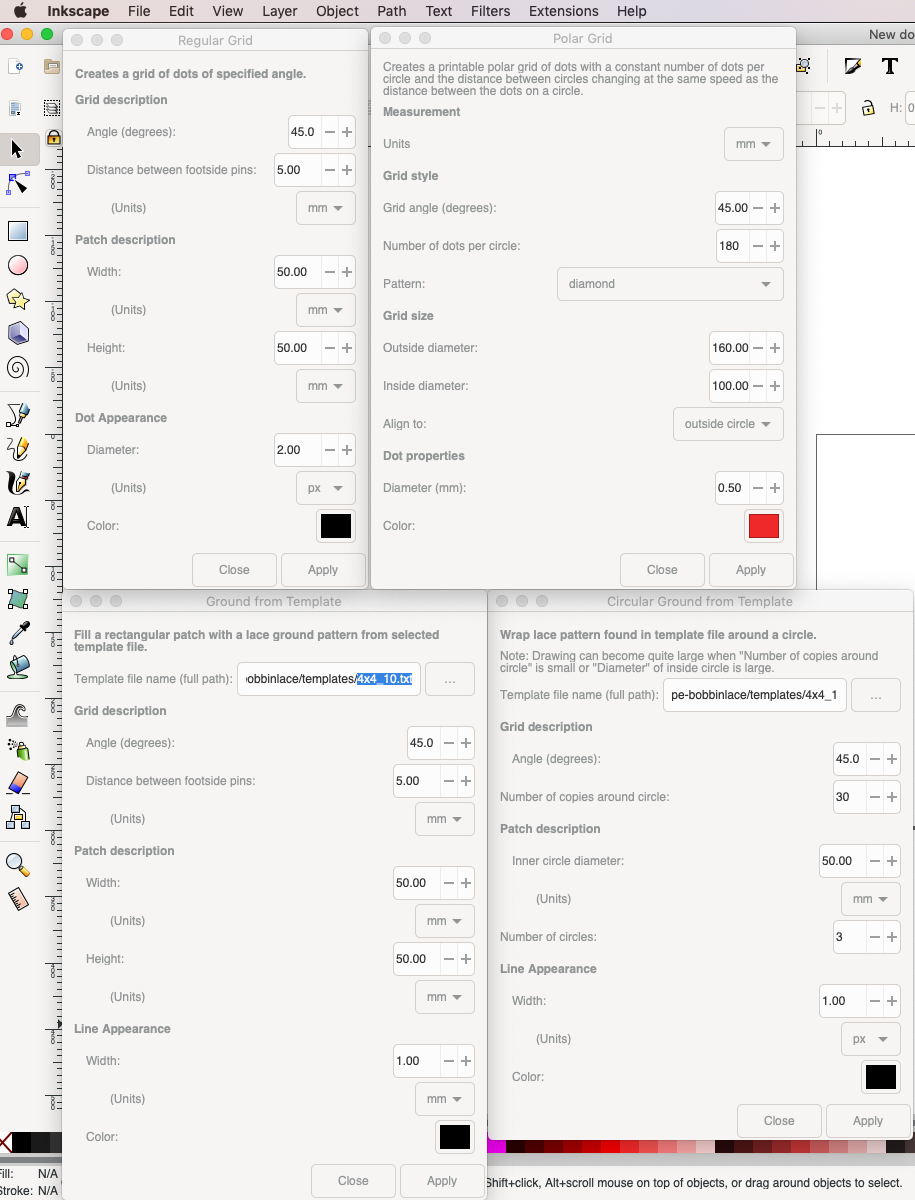 Inkscape File Edit View Layer Object Path Text Filters Extensions Help
New do
Regular Grid
Creates a grid of dots of specified angle.
Grid description
Angle (degrees): 45.0
Distance between footside pins: 5.00
(Units) mm
Patch description
Width: 50.00
(Units) mm
Height: 50.00
(Units) mm
Dot Appearance
Diameter: 2.00
(Units) px
Color:
Close Apply
Polar Grid
Creates a printable polar grid of dots with a constant number of dots per
circle and the distance between circles changing at the same speed as the
distance between the dots on a circle.
Measurement
Units mm
Grid style
Grid angle (degrees): 45.00
Number of dots per circle: 180
Pattern: diamond
Grid size
Outside diameter: 160.00
Inside diameter: 100.00
Align to: outside circle
Dot properties
Diameter (mm): 0.50
Color:
Close Apply
H: 0
0
Ground from Template
Fill a rectangular patch with a lace ground pattern from selected
template file.
Template file name (full path): obbinlace/templates/4x4_10.txt ...
Grid description
Angle (degrees): 45.0
Distance between footside pins: 5.00
(Units) mm
Patch description
Width: 50.00
(Units) mm
Height: 50.00
(Units) mm
Line Appearance
Width: 1.00
(Units) mm
Color:
Close Apply
Circular Ground from Template
Wrap lace pattern found in template file around a circle.
Note: Drawing can become quite large when "Number of copies around
circle" is small or "Diameter" of inside circle is large.
Template file name (full path): pe-bobbinlace/templates/4x4_1 ...
Grid description
Angle (degrees): 45.0
Number of copies around circle: 30
Patch description
Inner circle diameter: 50.00
(Units) mm
Number of circles: 3
Line Appearance
Width: 1.00
(Units) px
Color:
Close Apply
Fill: N/A
Stroke: N/A
Shift+click, Alt+scroll mouse on top of objects, or drag around objects to select.